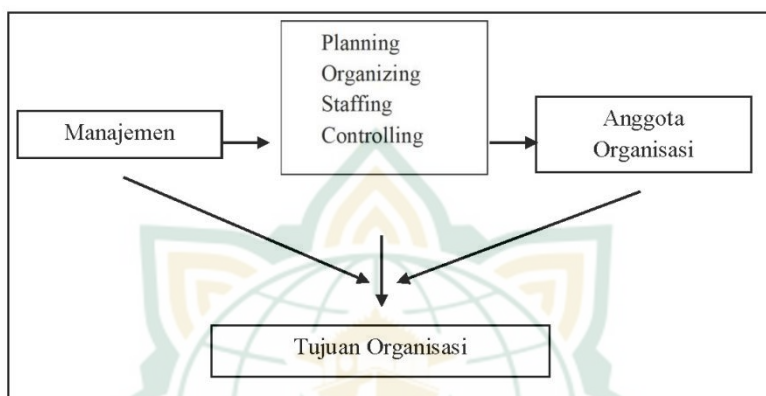 Manajemen
Planning
Organizing
Staffing
Controlling
Anggota
Organisasi
Tujuan Organisasi